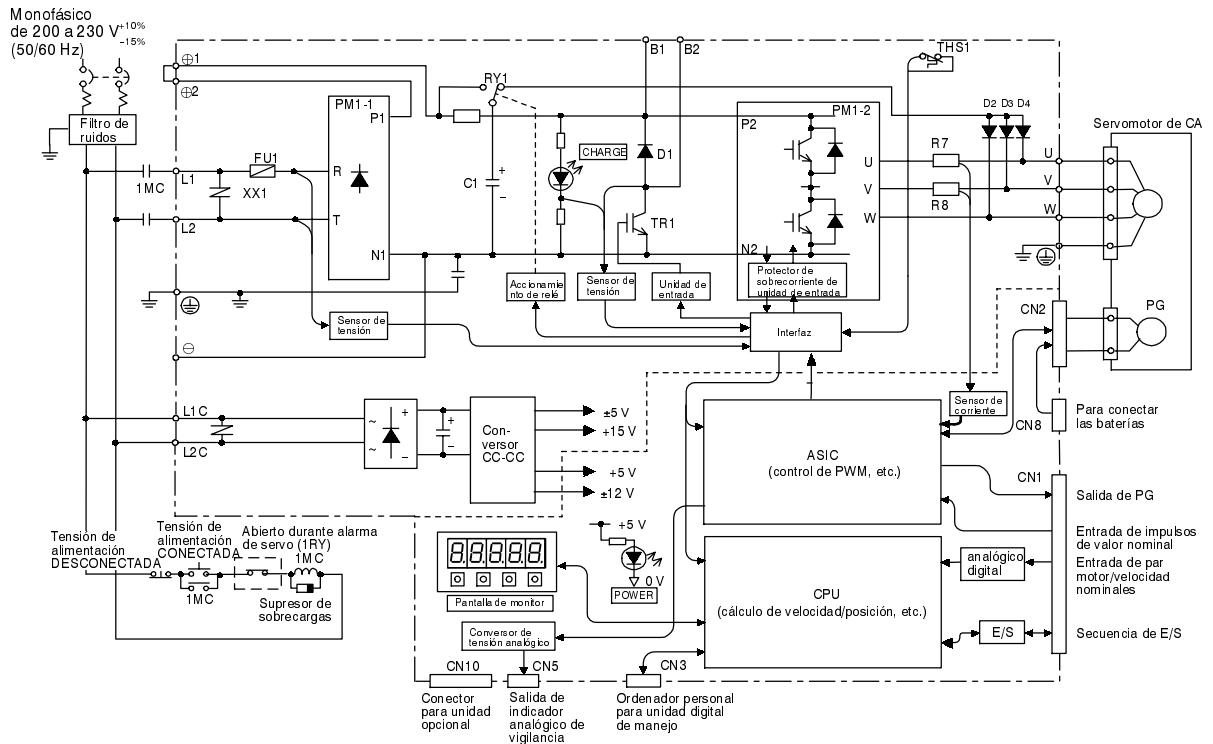 Monofásico
de 200 a 230 V +10%
-15%
(50/60 Hz)
⊕1
⊕2
B1 B2
THS1
RY1
PM1-1
P1
PM1-2
P2
D2 D3 D4
Servomotor de CA
Filtro de
ruidos
FU1
R
CHARGE
D1
R7
U
U
L1
1MC
XX1
C1
+
–
V
R8
V
T
TR1
W
W
L2
N1
N2
Protector de
sobrecorriente de
unidad de entrada
Accionamie
nto de relé
Sensor de
tensión
Unidad de
entrada
CN2
PG
Sensor de
tensión
Interfaz
⊖
L1C
L2C
~
~
+
–
+
–
Con-
versor
CC-CC
±5 V
+15 V
+5 V
±12 V
Sensor de
corriente
CN8
Para conectar
las baterías
ASIC
(control de PWM, etc.)
CN1
Salida de PG
Entrada de impulsos
de valor nominal
Tensión de
alimentación
DESCONECTADA
Tensión de
alimentación
CONECTADA
Abierto durante alarma
de servo (1RY)
1MC
1MC
Supresor de
sobrecargas
8.8.8.8.8.
Pantalla de monitor
+5 V
0 V
POWER
analógico
digital
Entrada de par
motor/velocidad
nominales
CPU
(cálculo de velocidad/posición, etc.)
Conversor de
tensión analógico
E/S
Secuencia de E/S
CN10
CN5
CN3
Conector
para unidad
opcional
Salida de
indicador
analógico de
vigilancia
Ordenador personal
para unidad digital
de manejo